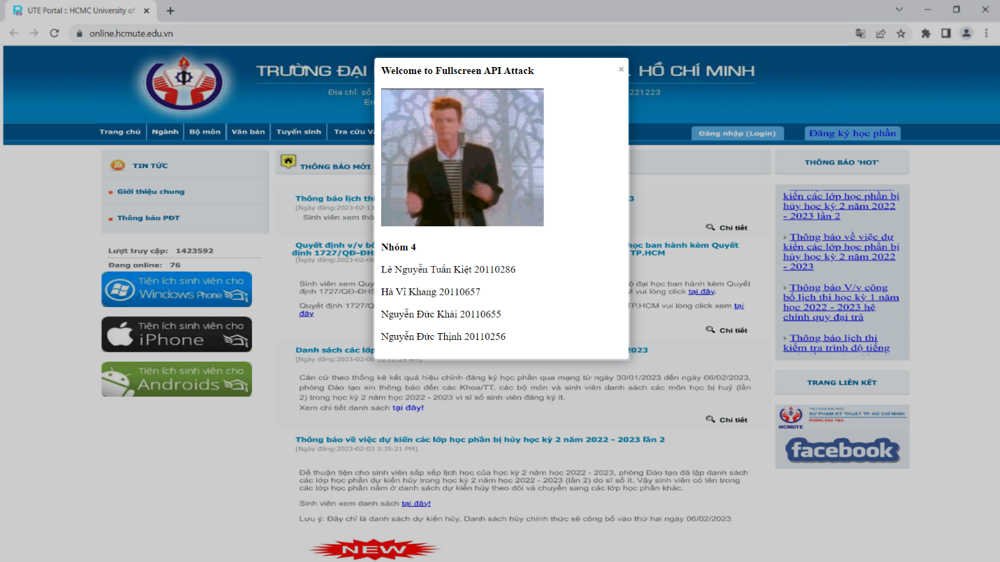 UTE Portal :: HCMC University of
online.hcmute.edu.vn
TRƯỜNG ĐẠI
. HỒ CHÍ MINH
Địa chỉ: số
221223
Trang chủ
Ngành
Bộ môn
Văn bản
Tuyển sinh
Tra cứu
Đăng nhập (Login)
Đăng ký học phần
Welcome to Fullscreen API Attack
×
Nhóm 4
Lê Nguyễn Tuấn Kiệt 20110286
Hà Vĩ Khang 20110657
Nguyễn Đức Khải 20110655
Nguyễn Đức Thịnh 20110256
TIN TỨC
Giới thiệu chung
Thông báo PĐT
Lượt truy cập: 1423592
Đang online: 76
Tiện ích sinh viên cho
Windows Phone
Tiện ích sinh viên cho
iPhone
Tiện ích sinh viên cho
Androids
THÔNG BÁO MỚI
Thông báo lịch thi
3
[Ngày đăng:2023-02-13
Sinh viên xem
Chi tiết
Quyết định v/v
học ban hành kèm Quyết
định 1727/QĐ-ĐHS
TP.HCM
[Ngày đăng:2023-02-06
Sinh viên xem Quy
độ đại học ban hành kèm Quyết
định 1727/QĐ-ĐHS
M vui lòng click tại đây.
Quyết định 1727/Q
TP.HCM vui lòng click xem tại
đây
Chi tiết
Danh sách các lớp
2023
[Ngày đăng:2023-02-06 10:12:29 AM]
Căn cứ theo thống kê kết quả hiệu chỉnh đăng ký học phần qua mạng từ ngày 30/01/2023 đến ngày 06/02/2023,
phòng Đào tạo xin thông báo đến các Khoa/TT, các bộ môn và sinh viên danh sách các môn học bị huỷ (lần
2) trong học kỳ 2 năm học 2022 - 2023 vì sĩ số sinh viên đăng ký ít.
Xem chi tiết danh sách tại đây!
Chi tiết
Thông báo về việc dự kiến các lớp học phần bị hủy học kỳ 2 năm 2022 - 2023 lần 2
[Ngày đăng:2023-02-03 3:35:21 PM]
Để thuận tiện cho sinh viên sắp xếp lịch học của học kỳ 2 năm học 2022 - 2023, phòng Đào tạo đã lập danh sách
các lớp học phần dự kiến hủy trong học kỳ 2 năm học 2022 - 2023 (lần 2) do sĩ số ít. Vậy sinh viên có tên trong
các lớp học phần nằm ở danh sách dự kiến hủy theo dõi và chuyển sang các lớp học phần khác.
Sinh viên xem danh sách tại đây!
Lưu ý: Đây chỉ là danh sách dự kiến hủy. Danh sách hủy chính thức sẽ công bố vào thứ hai ngày 06/02/2023
NEW
THÔNG BÁO 'HOT'
kiến các lớp học phần bị
hủy học kỳ 2 năm 2022
- 2023 lần 2
Thông báo về việc dự
kiến các lớp học phần bị
hủy học kỳ 2 năm 2022
- 2023
Thông báo V/v công
bố lịch thi học kỳ 1 năm
học 2022 - 2023 hệ
chính quy đại trà
Thông báo lịch thi
kiểm tra trình độ tiếng
TRANG LIÊN KẾT
TRƯỜNG ĐẠI HỌC
SƯ PHẠM KỸ THUẬT TP. HỒ CHÍ MINH
PHÒNG ĐÀO TẠO
HCMUTE
facebook